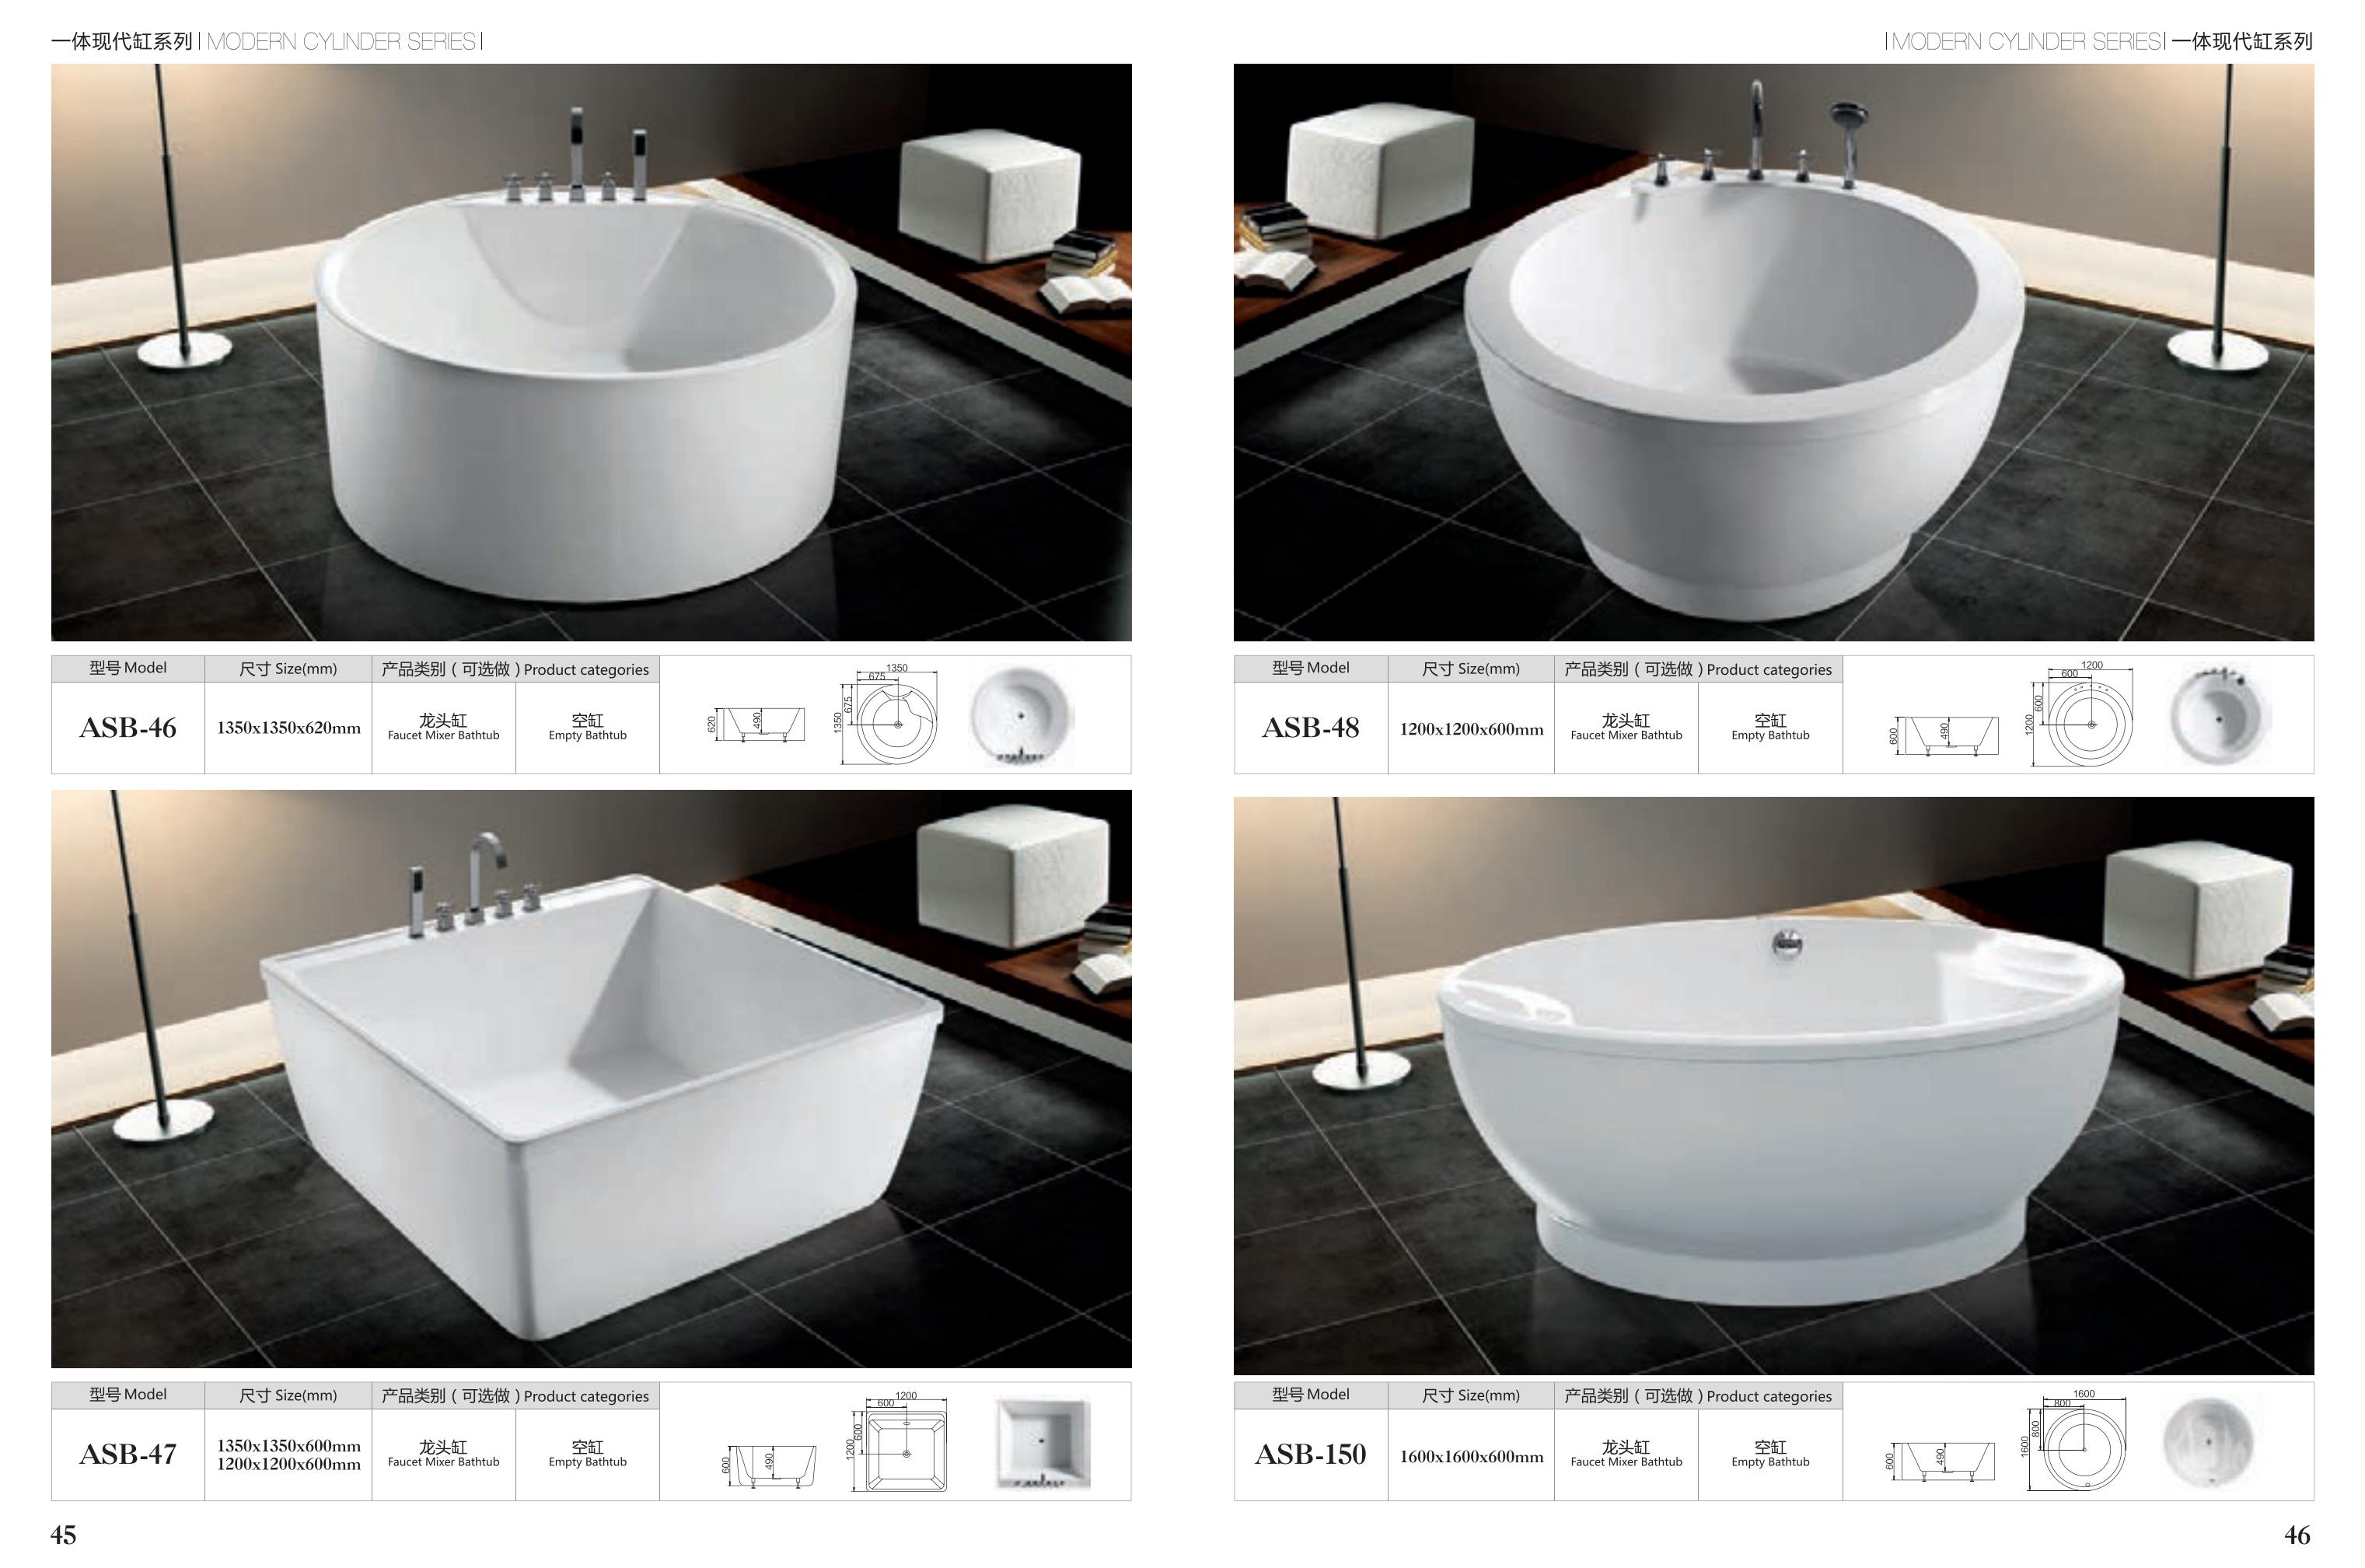 一体现代缸系列 | MODERN CYLINDER SERIES |
型号 Model
尺寸 Size(mm)
产品类别 ( 可选做 ) Product categories
ASB-46
1350x1350x620mm
龙头缸
Faucet Mixer Bathtub
空缸
Empty Bathtub
620
490
1350
675
1350
675
型号 Model
尺寸 Size(mm)
产品类别 ( 可选做 ) Product categories
ASB-47
1350x1350x600mm
1200x1200x600mm
龙头缸
Faucet Mixer Bathtub
空缸
Empty Bathtub
600
490
1200
600
1200
600
45
| MODERN CYLINDER SERIES | 一体现代缸系列
型号 Model
尺寸 Size(mm)
产品类别 ( 可选做 ) Product categories
ASB-48
1200x1200x600mm
龙头缸
Faucet Mixer Bathtub
空缸
Empty Bathtub
600
490
1200
600
1200
600
型号 Model
尺寸 Size(mm)
产品类别 ( 可选做 ) Product categories
ASB-150
1600x1600x600mm
龙头缸
Faucet Mixer Bathtub
空缸
Empty Bathtub
600
490
1600
800
1600
800
46